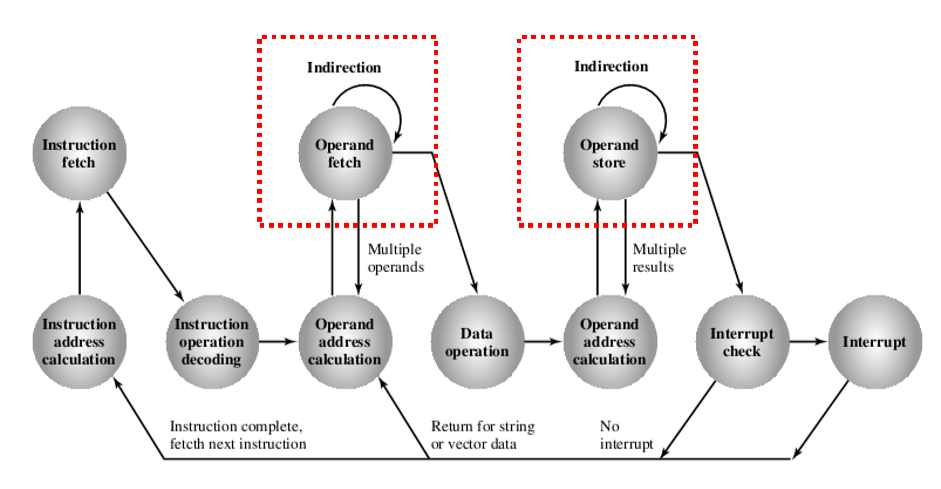 Indirection
Indirection
Instruction
fetch
Operand
fetch
Operand
store
Multiple
operands
Multiple
results
Instruction
address
calculation
Instruction
operation
decoding
Operand
address
calculation
Data
operation
Operand
address
calculation
Interrupt
check
Interrupt
Instruction complete,
fetcth next instruction
Return for string
or vector data
No
interrupt